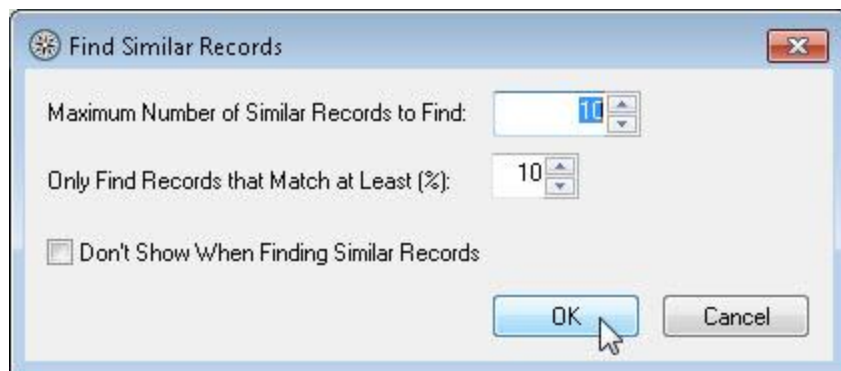 Find Similar Records
Maximum Number of Similar Records to Find: 10
Only Find Records that Match at Least (%): 10
Don't Show When Finding Similar Records
OK Cancel